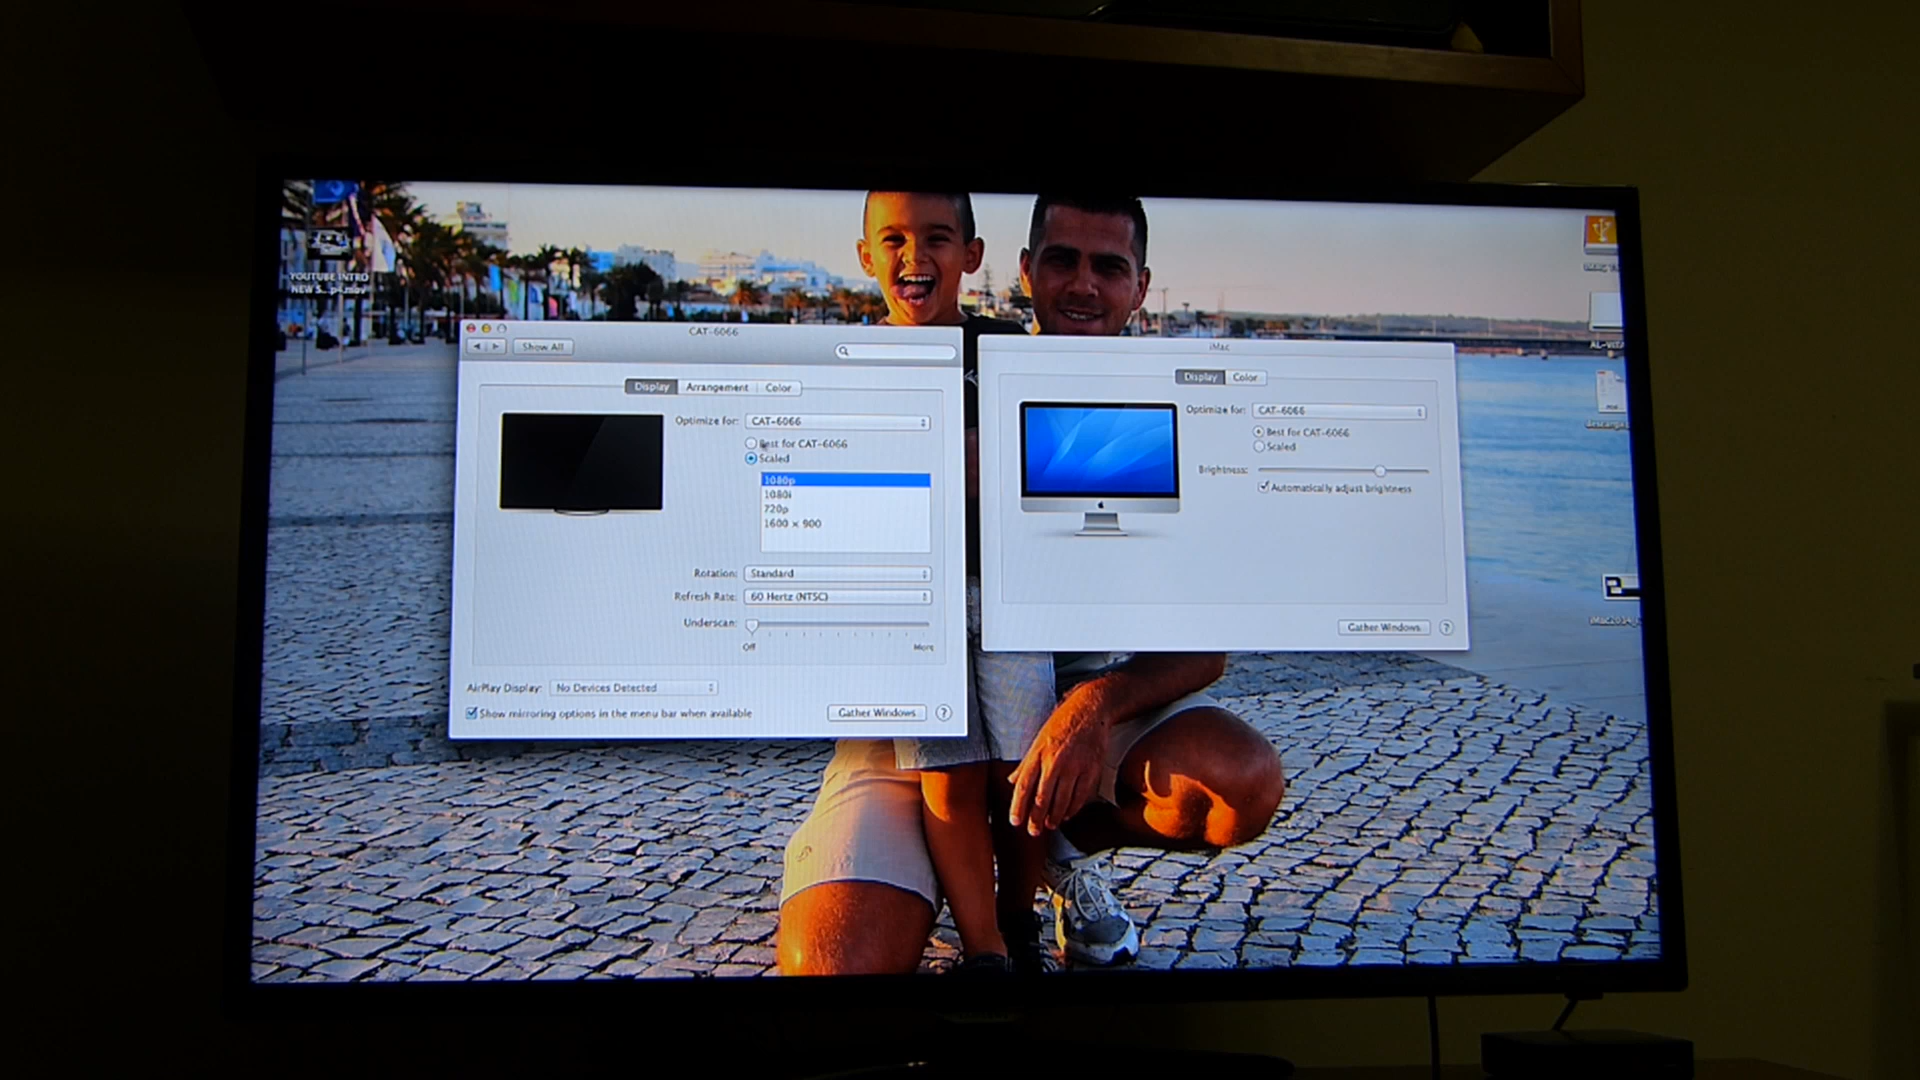 YOUTUBE INTRO
NEW S...p4.mov
CAT-6066
Show All
Display
Arrangement
Color
Optimize for:
CAT-6066
Best for CAT-6066
Scaled
1080p
1080i
720p
1600 × 900
Rotation:
Standard
Refresh Rate:
60 Hertz (NTSC)
Underscan:
Off
More
AirPlay Display:
No Devices Detected
Show mirroring options in the menu bar when available
Gather Windows
?
iMac
Display
Color
Optimize for:
CAT-6066
Best for CAT-6066
Scaled
Brightness:
Automatically adjust brightness
Gather Windows
?